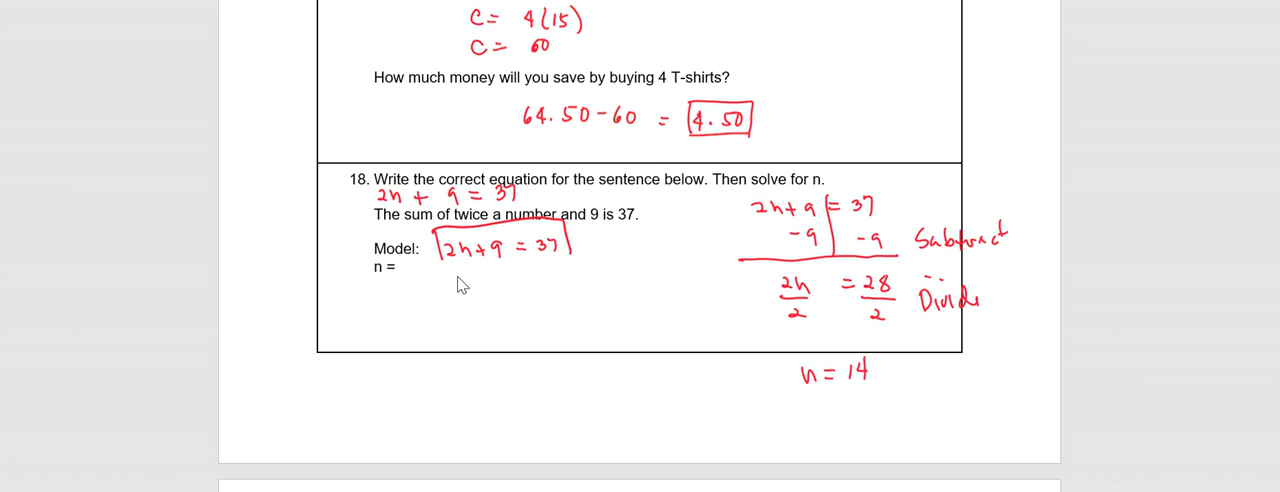 C = 4(15)
C = 60
How much money will you save by buying 4 T-shirts?
64.50 - 60 = 4.50
18. Write the correct equation for the sentence below. Then solve for n.
2n + 9 = 37
The sum of twice a number and 9 is 37.
Model: 2n + 9 = 37
n =
2n + 9 = 37
-9 -9 Subtract
2n = 28 Divide
2 2
n = 14